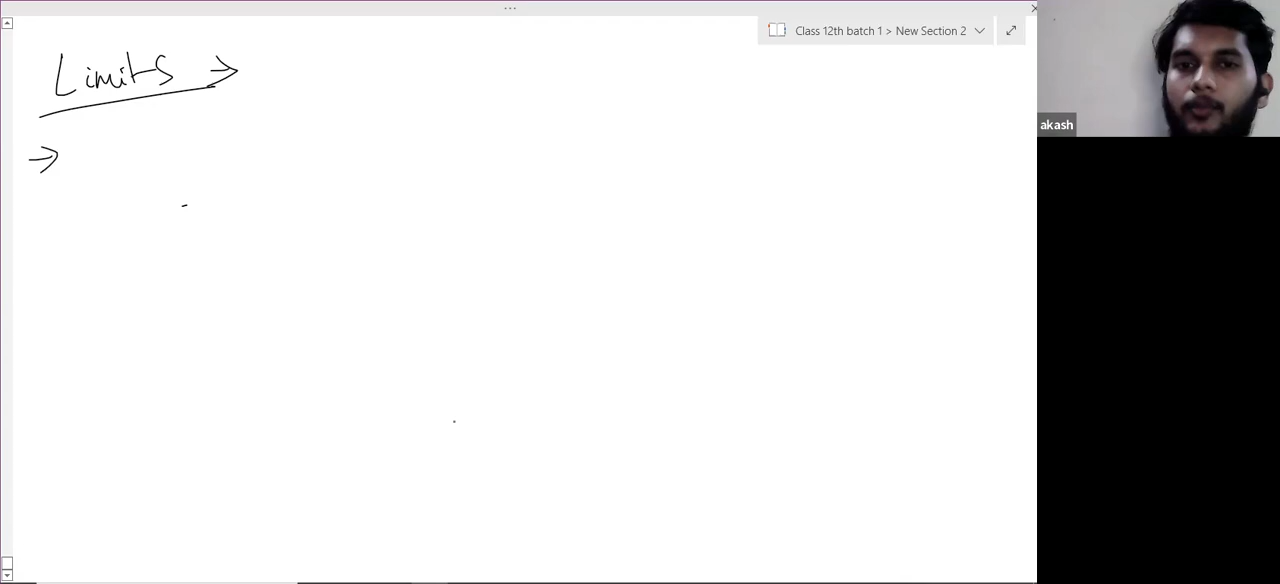 Class 12th batch 1 > New Section 2
Limits →
→
akash